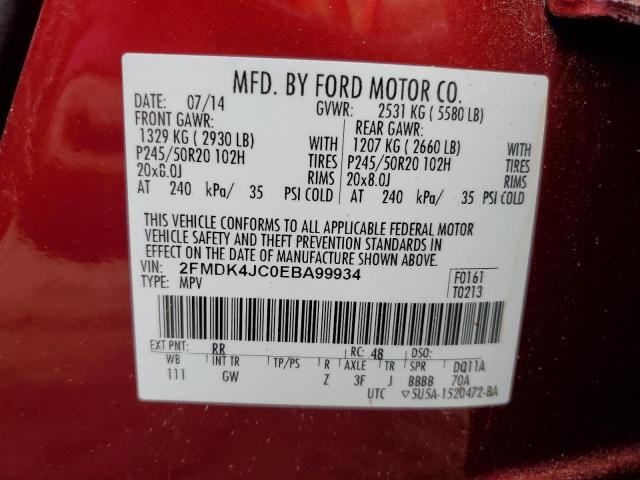 MFD. BY FORD MOTOR CO.
DATE: 07/14 GVWR: 2531 KG ( 5580 LB)
FRONT GAWR: REAR GAWR:
1329 KG ( 2930 LB) WITH 1207 KG ( 2660 LB) WITH
P245/50R20 102H TIRES P245/50R20 102H TIRES
20x8.0J RIMS 20x8.0J RIMS
AT 240 kPa/ 35 PSI COLD AT 240 kPa/ 35 PSI COLD
THIS VEHICLE CONFORMS TO ALL APPLICABLE FEDERAL MOTOR
VEHICLE SAFETY AND THEFT PREVENTION STANDARDS IN
EFFECT ON THE DATE OF MANUFACTURE SHOWN ABOVE.
VIN: 2FMDK4JC0EBA99934 F0161
TYPE: MPV T0213
EXT PNT: RR RC: 48 DSO:
WB INT TR TP/PS R AXLE TR SPR DQ11A
111 GW Z 3F J BBBB 70A
UTC ▽5U5A-1520472-BA